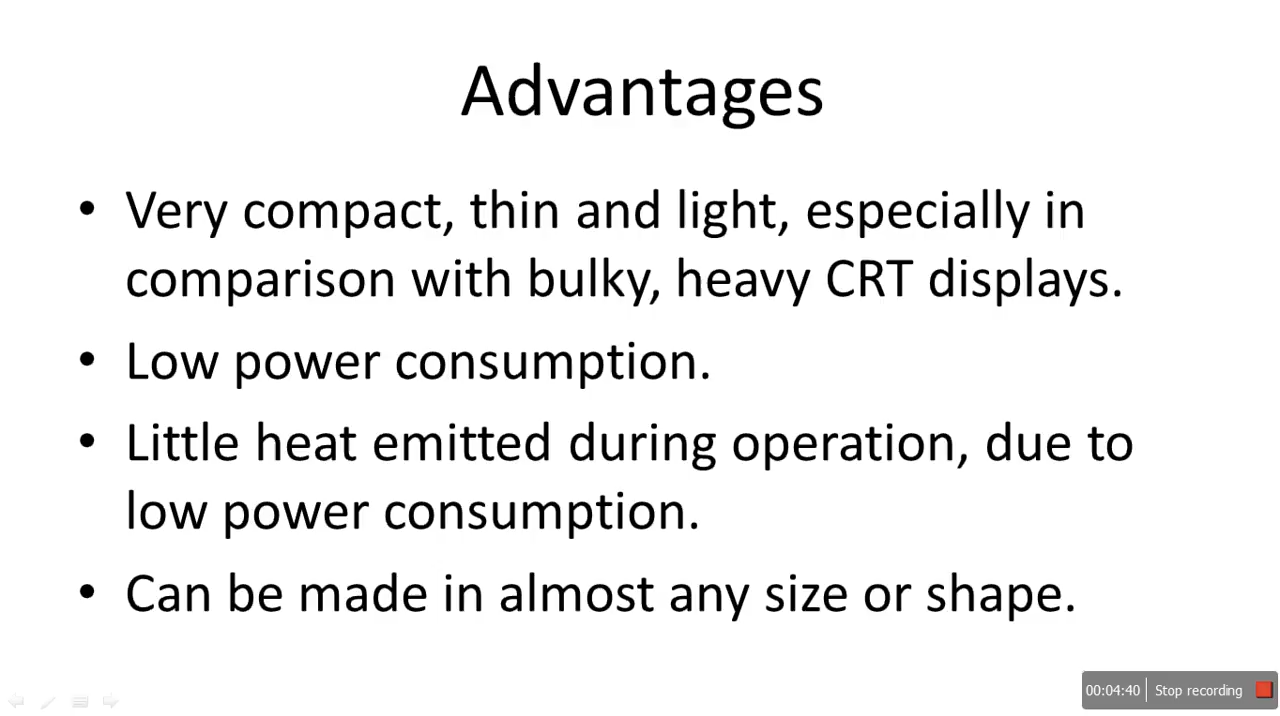 Advantages
• Very compact, thin and light, especially in
comparison with bulky, heavy CRT displays.
• Low power consumption.
• Little heat emitted during operation, due to
low power consumption.
• Can be made in almost any size or shape.
00:04:40 Stop recording